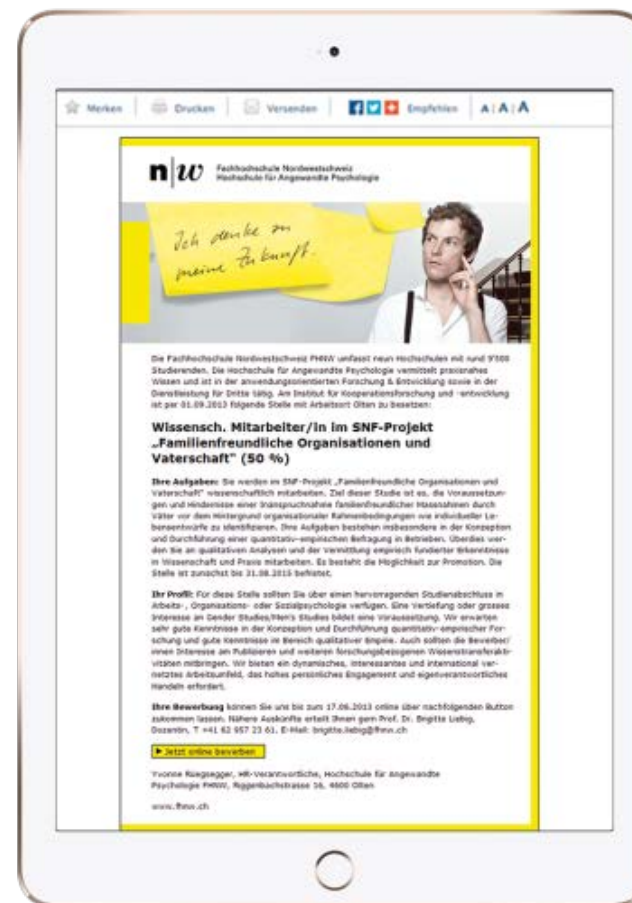 Merken Drucken Versenden Empfehlen A | A | A
n|w Fachhochschule Nordwestschweiz
Hochschule für Angewandte Psychologie
Ich denke an
meine Zukunft.
Die Fachhochschule Nordwestschweiz FHNW umfasst neun Hochschulen mit rund 9'500
Studierenden. Die Hochschule für Angewandte Psychologie vermittelt praxisnahes
Wissen und ist in der anwendungsorientierten Forschung & Entwicklung sowie in der
Dienstleistung für Dritte tätig. Am Institut für Kooperationsforschung und -entwicklung
ist per 01.09.2013 folgende Stelle mit Arbeitsort Olten zu besetzen:
Wissensch. Mitarbeiter/in im SNF-Projekt
„Familienfreundliche Organisationen und
Vaterschaft" (50 %)
Ihre Aufgaben: Sie werden im SNF-Projekt „Familienfreundliche Organisationen und
Vaterschaft" wissenschaftlich mitarbeiten. Ziel dieser Studie ist es, die Voraussetzun-
gen und Hindernisse einer Inanspruchnahme familienfreundlicher Massnahmen durch
Väter vor dem Hintergrund organisationaler Rahmenbedingungen wie individueller Le-
bensentwürfe zu identifizieren. Ihre Aufgaben bestehen insbesondere in der Konzeption
und Durchführung einer quantitativ-empirischen Befragung in Betrieben. Überdies wer-
den Sie an qualitativen Analysen und der Vermittlung empirisch fundierter Erkenntnisse
in Wissenschaft und Praxis mitarbeiten. Es besteht die Möglichkeit zur Promotion. Die
Stelle ist zunächst bis 31.08.2015 befristet.
Ihr Profil: Für diese Stelle sollten Sie über einen hervorragenden Studienabschluss in
Arbeits-, Organisations- oder Sozialpsychologie verfügen. Eine Vertiefung oder grosses
Interesse an Gender Studies/Men's Studies bildet eine Voraussetzung. Wir erwarten
sehr gute Kenntnisse in der Konzeption und Durchführung quantitativ-empirischer For-
schung und gute Kenntnisse im Bereich qualitativer Empirie. Auch sollten die Bewerber/
innen Interesse am Publizieren und weiteren forschungsbezogenen Wissenstransferakti-
vitäten mitbringen. Wir bieten ein dynamisches, interessantes und international ver-
netztes Arbeitsumfeld, das hohes persönliches Engagement und eigenverantwortliches
Handeln erfordert.
Ihre Bewerbung können Sie uns bis zum 17.06.2013 online über nachfolgenden Button
zukommen lassen. Nähere Auskünfte erteilt Ihnen gern Prof. Dr. Brigitte Liebig,
Dozentin, T +41 62 957 23 61, E-Mail: brigitte.liebig@fhnw.ch
Jetzt online bewerben
Yvonne Rüegsegger, HR-Verantwortliche, Hochschule für Angewandte
Psychologie FHNW, Riggenbachstrasse 16, 4600 Olten
www.fhnw.ch